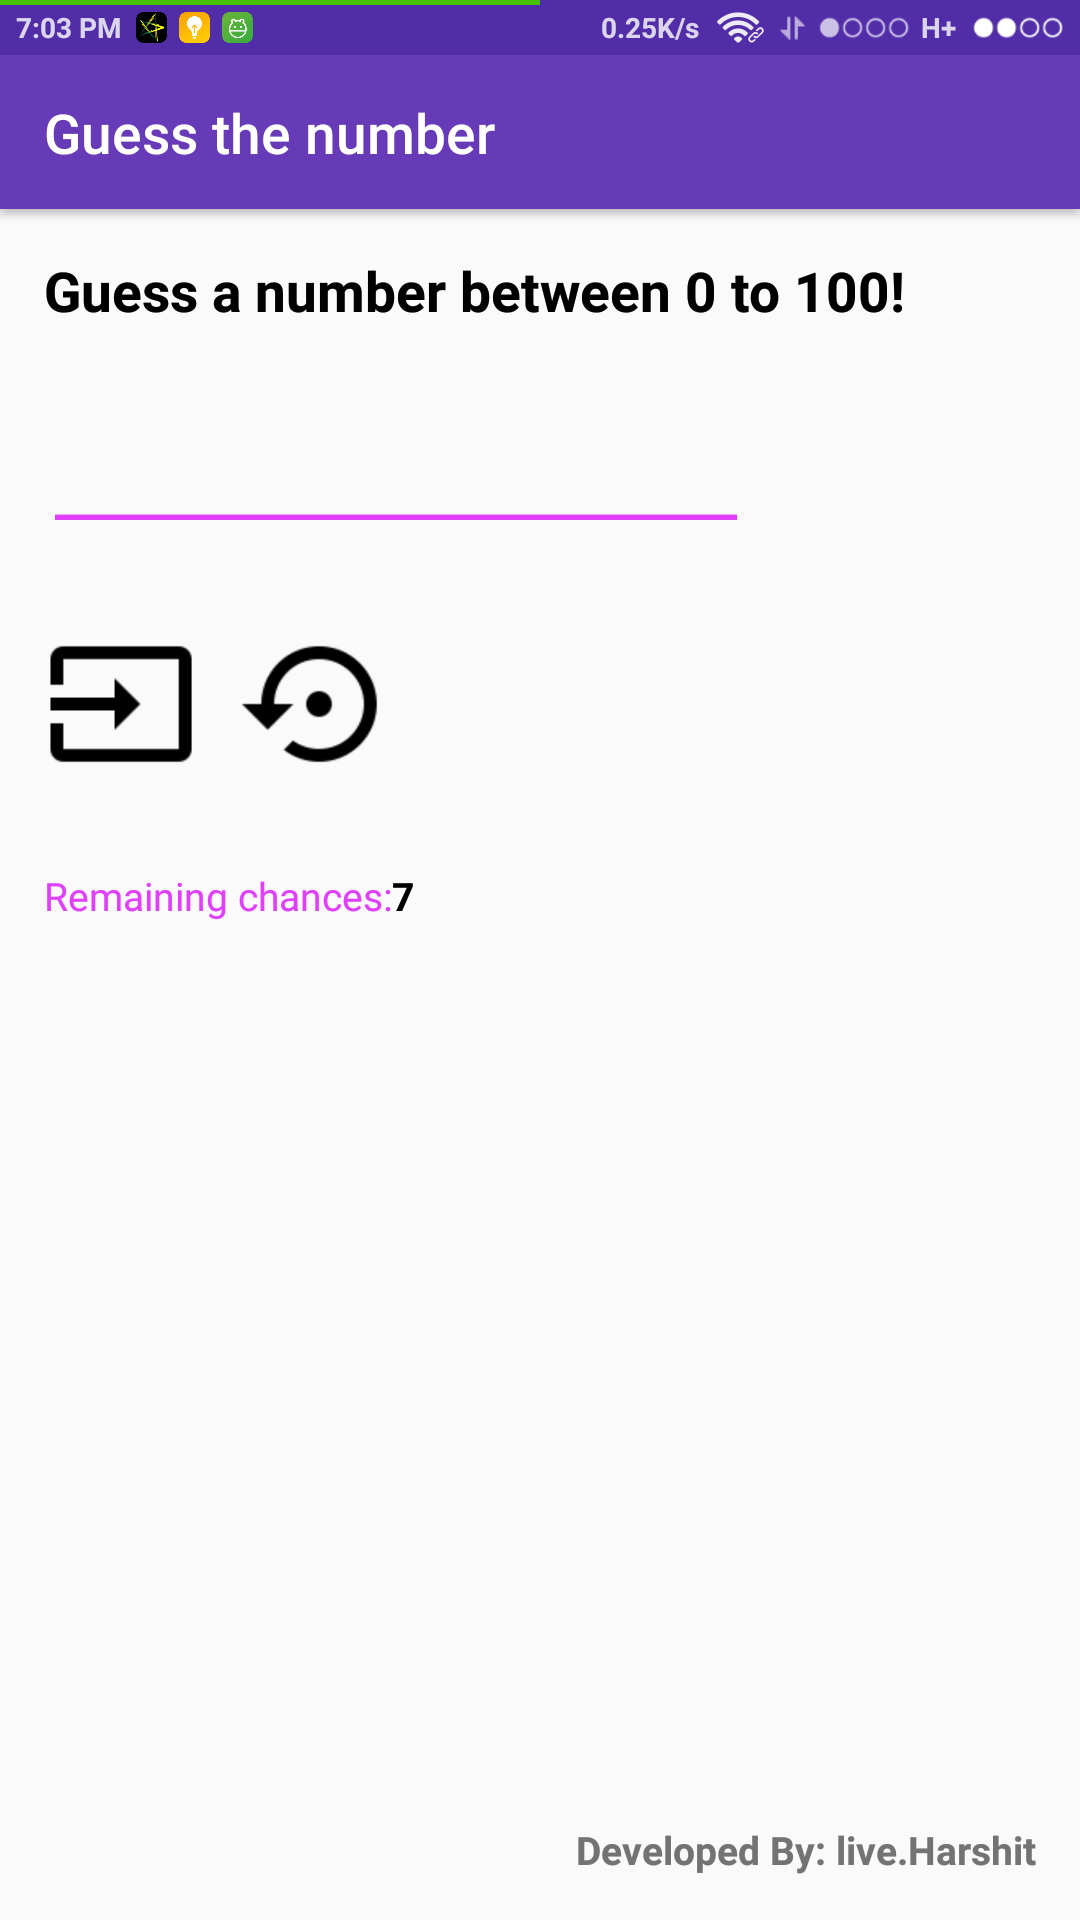 7:03 PM 0.25K/s H+
Guess the number
Guess a number between 0 to 100!
Remaining chances:7
Developed By: live.Harshit